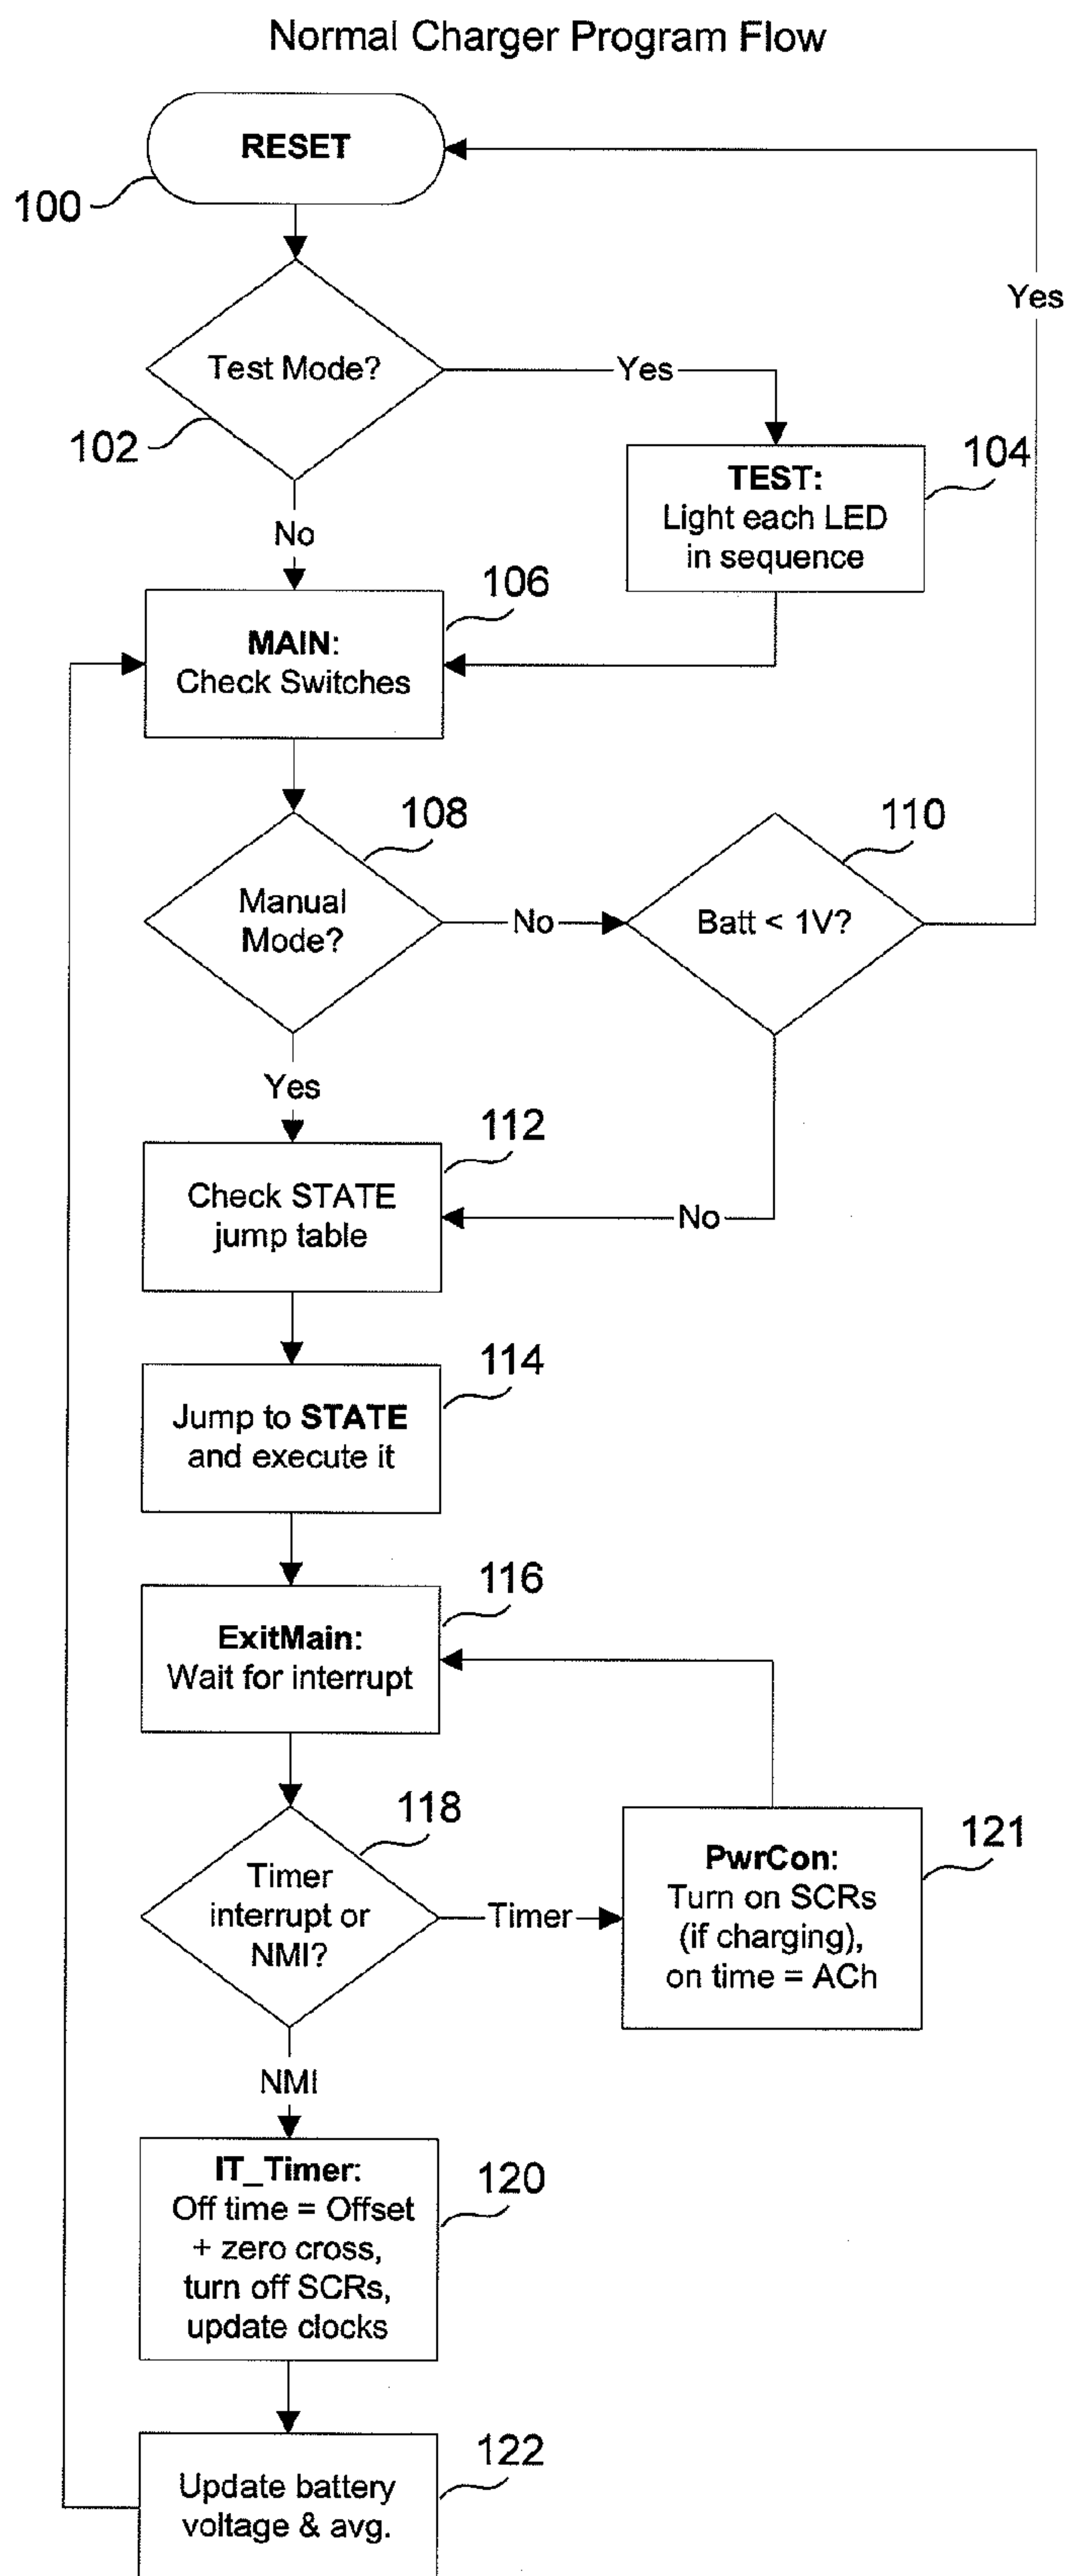 Normal Charger Program Flow
RESET
100
Yes
Test Mode?
Yes
102
104
TEST:
Light each LED
in sequence
No
106
MAIN:
Check Switches
108
110
Manual
Mode?
No
Batt < 1V?
Yes
112
Check STATE
jump table
No
114
Jump to STATE
and execute it
116
ExitMain:
Wait for interrupt
118
121
Timer
interrupt or
NMI?
Timer
PwrCon:
Turn on SCRs
(if charging),
on time = ACh
NMI
120
IT_Timer:
Off time = Offset
+ zero cross,
turn off SCRs,
update clocks
122
Update battery
voltage & avg.